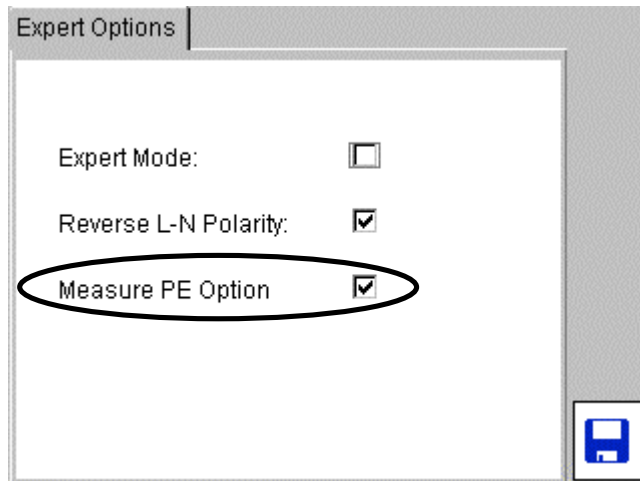 Expert Options
Expert Mode:
Reverse L-N Polarity:
Measure PE Option